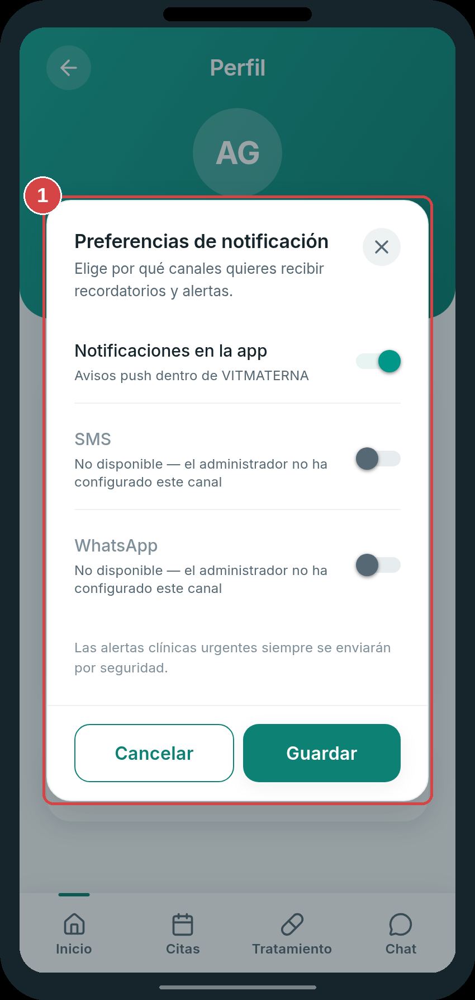 Perfil
AG
1
Preferencias de notificación
Elige por qué canales quieres recibir
recordatorios y alertas.
Notificaciones en la app
Avisos push dentro de VITMATERNA
SMS
No disponible — el administrador no ha
configurado este canal
WhatsApp
No disponible — el administrador no ha
configurado este canal
Las alertas clínicas urgentes siempre se enviarán
por seguridad.
Cancelar
Guardar
Inicio
Citas
Tratamiento
Chat